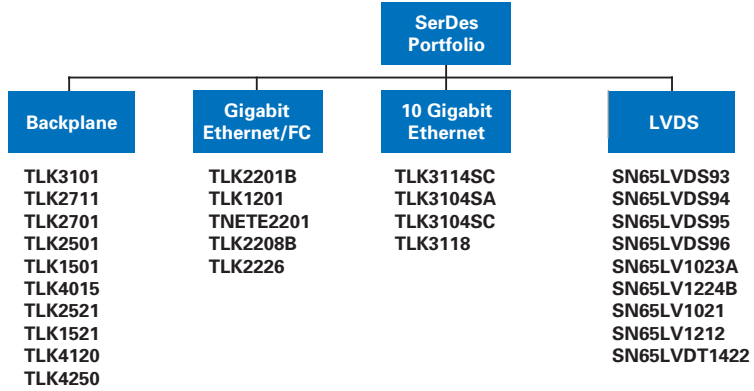 SerDes
Portfolio
Backplane
Gigabit
Ethernet/FC
10 Gigabit
Ethernet
LVDS
TLK3101
TLK2711
TLK2701
TLK2501
TLK1501
TLK4015
TLK2521
TLK1521
TLK4120
TLK4250
TLK2201B
TLK1201
TNETE2201
TLK2208B
TLK2226
TLK3114SC
TLK3104SA
TLK3104SC
TLK3118
SN65LVDS93
SN65LVDS94
SN65LVDS95
SN65LVDS96
SN65LV1023A
SN65LV1224B
SN65LV1021
SN65LV1212
SN65LVDT1422